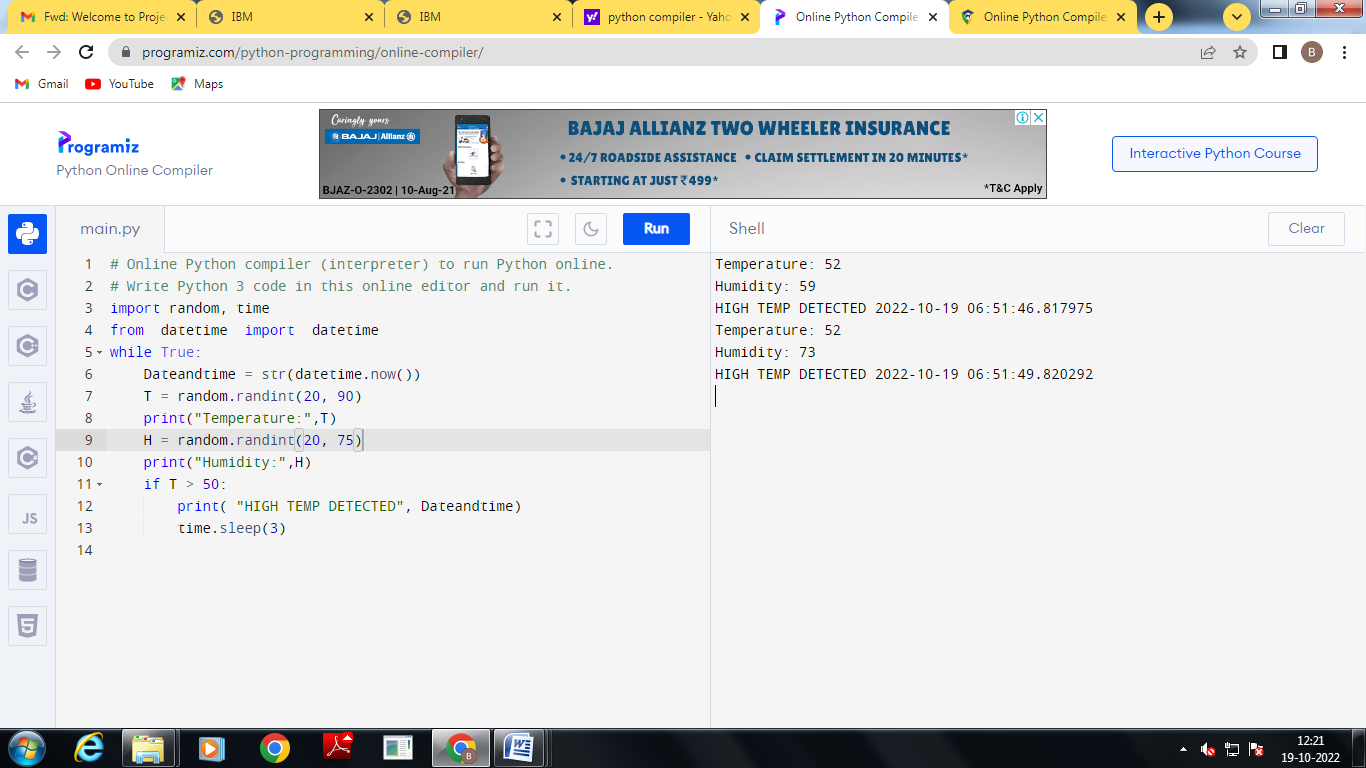 Fwd: Welcome to Proje
IBM
IBM
python compiler - Yaho
Online Python Compile
Online Python Compile
programiz.com/python-programming/online-compiler/
B
Gmail
YouTube
Maps
Programiz
Python Online Compiler
Caringly yours
BAJAJ Allianz
BJAZ-O-2302 | 10-Aug-21
BAJAJ ALLIANZ TWO WHEELER INSURANCE
• 24/7 ROADSIDE ASSISTANCE • CLAIM SETTLEMENT IN 20 MINUTES*
• STARTING AT JUST ₹499*
*T&C Apply
Interactive Python Course
main.py
Run
Shell
Clear
1 # Online Python compiler (interpreter) to run Python online.
2 # Write Python 3 code in this online editor and run it.
3 import random, time
4 from  datetime  import  datetime
5 while True:
6     Dateandtime = str(datetime.now())
7     T = random.randint(20, 90)
8     print("Temperature:",T)
9     H = random.randint(20, 75)
10     print("Humidity:",H)
11     if T > 50:
12         print( "HIGH TEMP DETECTED", Dateandtime)
13         time.sleep(3)
14
Temperature: 52
Humidity: 59
HIGH TEMP DETECTED 2022-10-19 06:51:46.817975
Temperature: 52
Humidity: 73
HIGH TEMP DETECTED 2022-10-19 06:51:49.820292
JS
12:21
19-10-2022